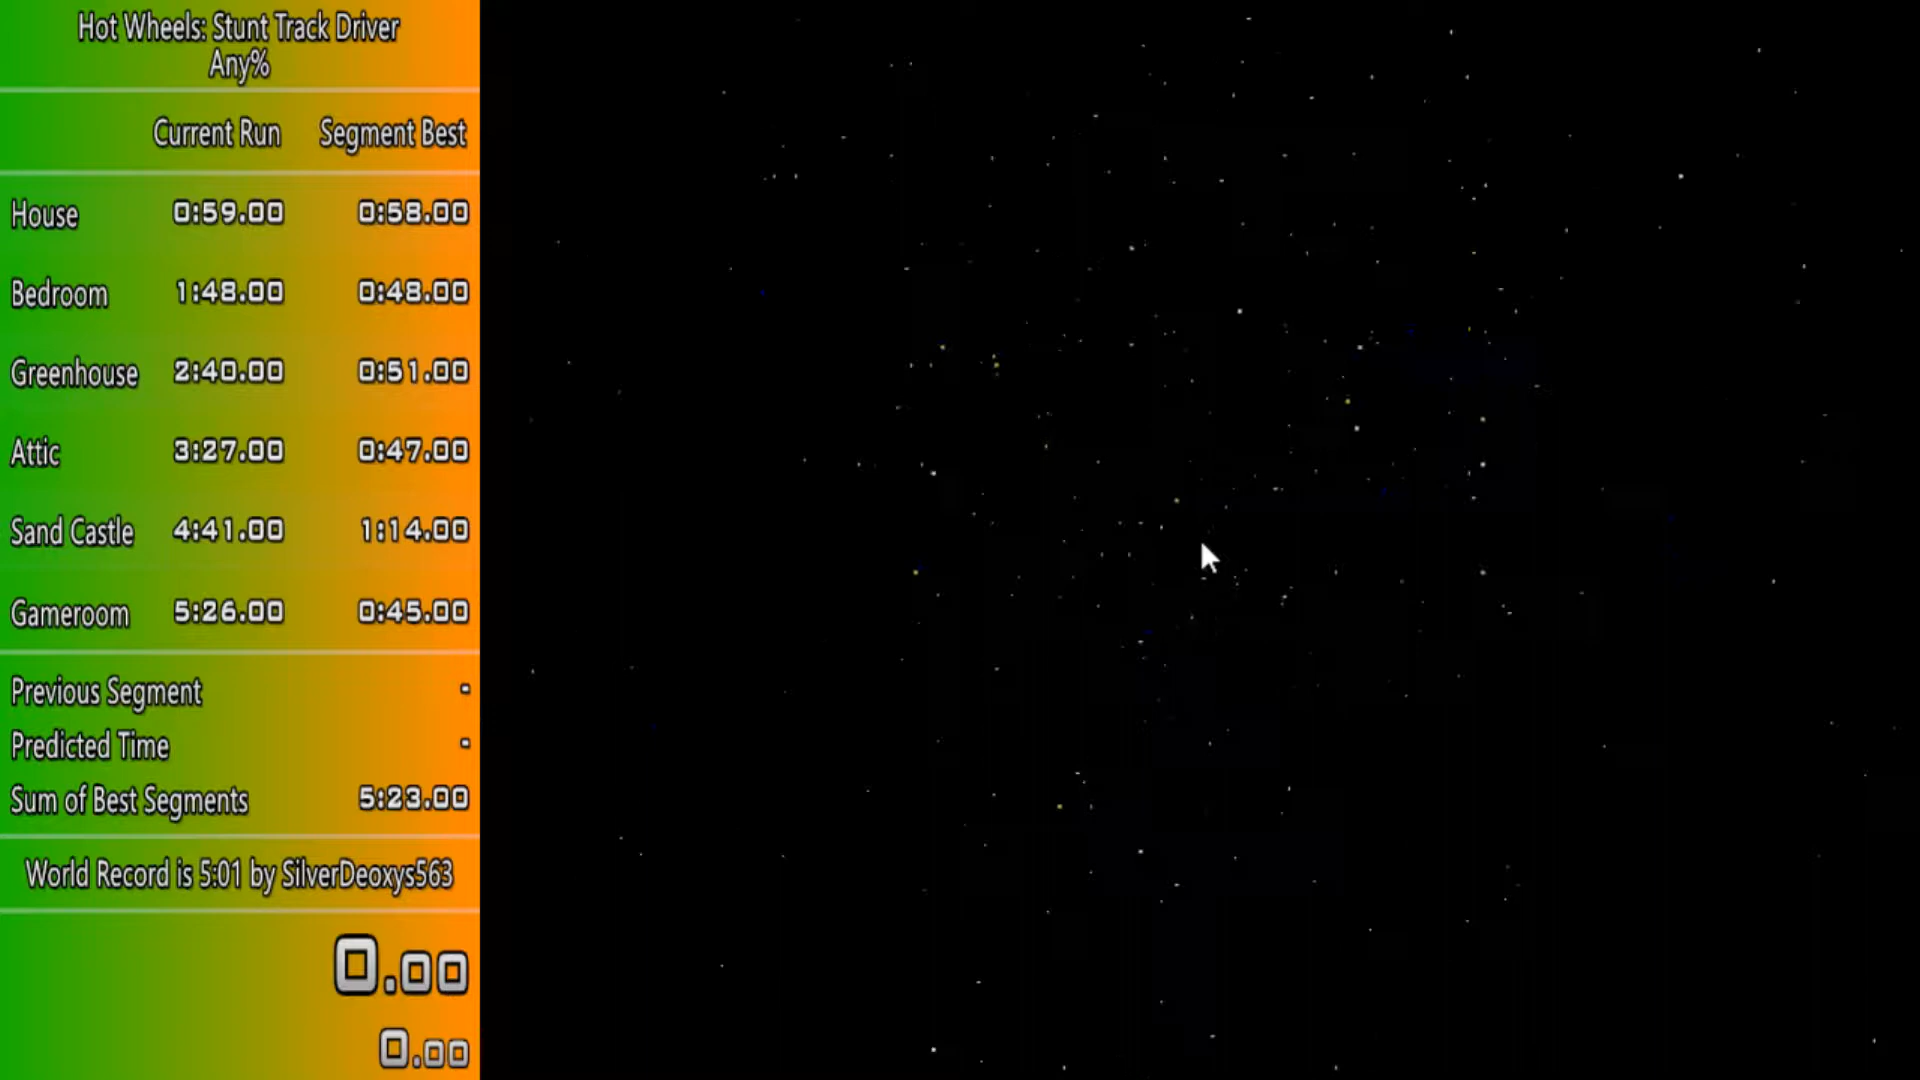 Hot Wheels: Stunt Track Driver
Any%
Current Run Segment Best
House 0:59.00 0:58.00
Bedroom 1:48.00 0:48.00
Greenhouse 2:40.00 0:51.00
Attic 3:27.00 0:47.00
Sand Castle 4:41.00 1:14.00
Gameroom 5:26.00 0:45.00
Previous Segment -
Predicted Time -
Sum of Best Segments 5:23.00
World Record is 5:01 by SilverDeoxys563
0.00
0.00